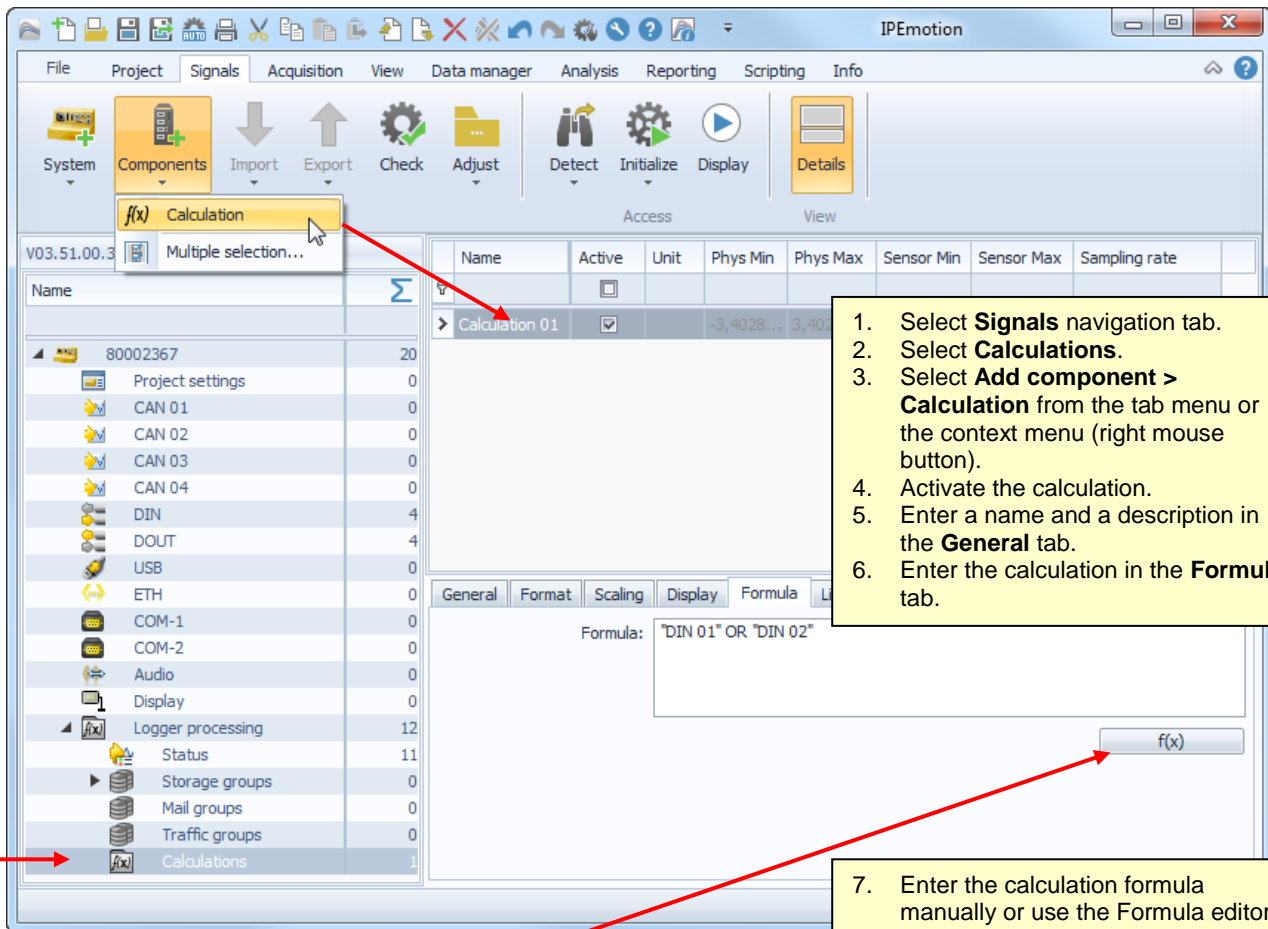 IPEmotion
File Project Signals Acquisition View Data manager Analysis Reporting Scripting Info
AUTO
System Components Import Export Check Adjust Detect Initialize Display Details
Access View
f(x) Calculation
Multiple selection...
V03.51.00.3
Name Σ
80002367 20
Project settings 0
CAN 01 0
CAN 02 0
CAN 03 0
CAN 04 0
DIN 4
DOUT 4
USB 0
ETH 0
COM-1 0
COM-2 0
Audio 0
Display 0
f(x) Logger processing 12
Status 11
Storage groups 0
Mail groups 0
Traffic groups 0
f(x) Calculations 1
Name Active Unit Phys Min Phys Max Sensor Min Sensor Max Sampling rate
Calculation 01 -3,4028... 3,402
1. Select Signals navigation tab.
2. Select Calculations.
3. Select Add component >
Calculation from the tab menu or
the context menu (right mouse
button).
4. Activate the calculation.
5. Enter a name and a description in
the General tab.
6. Enter the calculation in the Formul
tab.
General Format Scaling Display Formula Li
Formula: "DIN 01" OR "DIN 02"
f(x)
7. Enter the calculation formula
manually or use the Formula editor